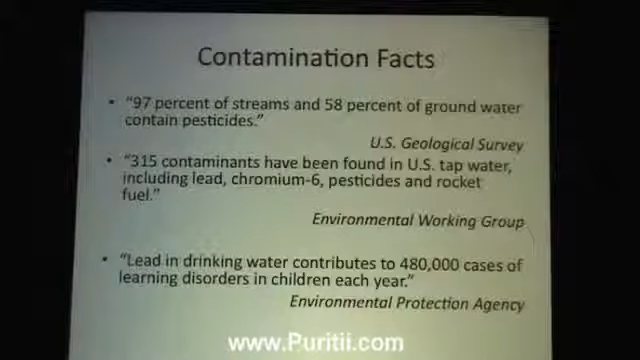 Contamination Facts
• "97 percent of streams and 58 percent of ground water
contain pesticides."
U.S. Geological Survey
• "315 contaminants have been found in U.S. tap water,
including lead, chromium-6, pesticides and rocket
fuel."
Environmental Working Group
• "Lead in drinking water contributes to 480,000 cases of
learning disorders in children each year."
Environmental Protection Agency
www.Puritii.com